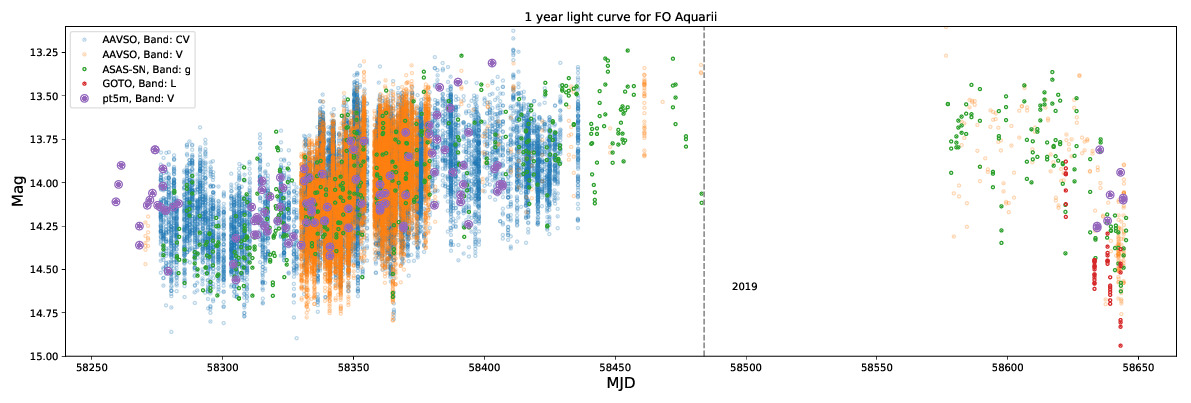 1 year light curve for FO Aquarii
AAVSO, Band: CV
AAVSO, Band: V
ASAS-SN, Band: g
GOTO, Band: L
pt5m, Band: V
Mag
13.25
13.50
13.75
14.00
14.25
14.50
14.75
15.00
2019
58250 58300 58350 58400 58450 58500 58550 58600 58650
MJD